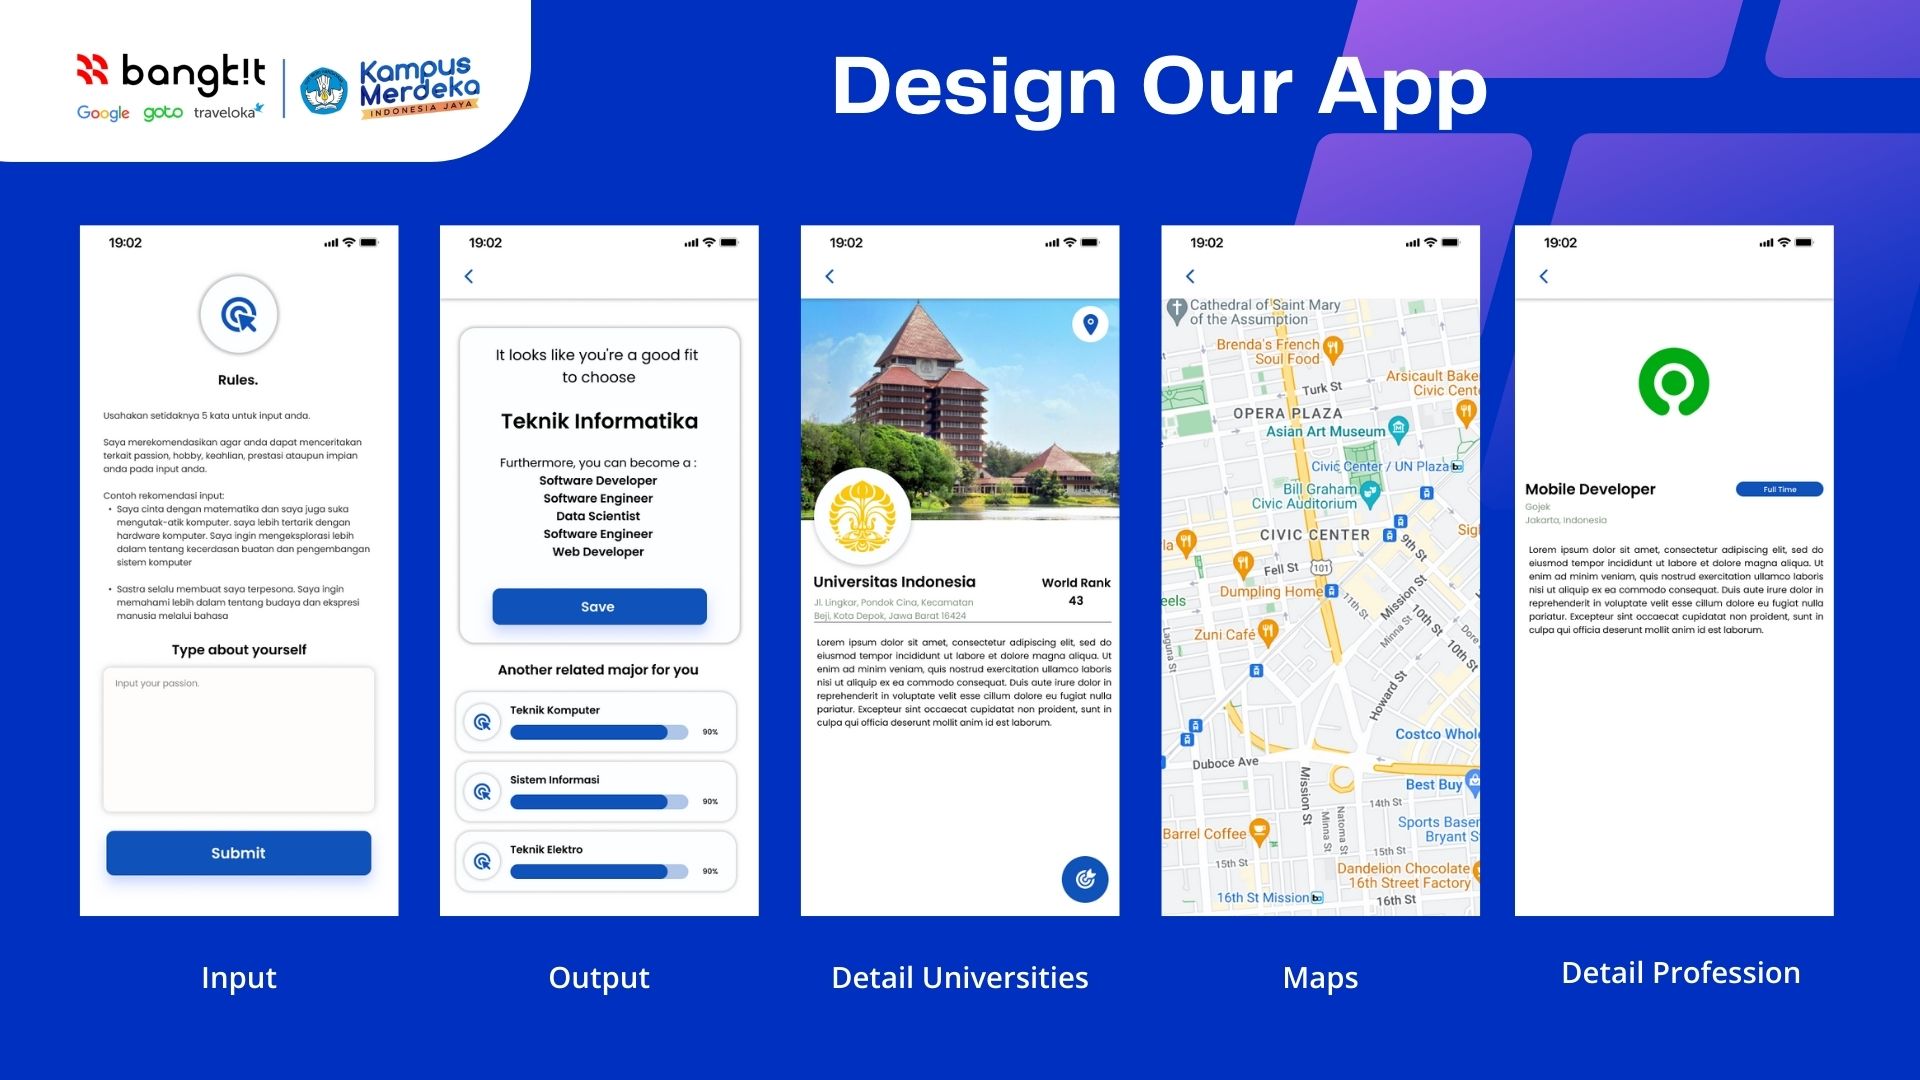 bangk!t
Google goto traveloka
Kampus
Merdeka
INDONESIA JAYA
Design Our App
19:02
Rules.
Usahakan setidaknya 5 kata untuk input anda.
Saya merekomendasikan agar anda dapat menceritakan
terkait passion, hobby, keahlian, prestasi ataupun impian
anda pada input anda.
Contoh rekomendasi input:
• Saya cinta dengan matematika dan saya juga suka
mengutak-atik komputer. saya lebih tertarik dengan
hardware komputer. Saya ingin mengeksplorasi lebih
dalam tentang kecerdasan buatan dan pengembangan
sistem komputer
• Sastra selalu membuat saya terpesona. Saya ingin
memahami lebih dalam tentang budaya dan ekspresi
manusia melalui bahasa
Type about yourself
Input your passion.
Submit
Input
19:02
It looks like you're a good fit
to choose
Teknik Informatika
Furthermore, you can become a :
Software Developer
Software Engineer
Data Scientist
Software Engineer
Web Developer
Save
Another related major for you
Teknik Komputer
90%
Sistem Informasi
90%
Teknik Elektro
90%
Output
19:02
Universitas Indonesia
World Rank
43
Jl. Lingkar, Pondok Cina, Kecamatan
Beji, Kota Depok, Jawa Barat 16424
Lorem ipsum dolor sit amet, consectetur adipiscing elit, sed do
eiusmod tempor incididunt ut labore et dolore magna aliqua. Ut
enim ad minim veniam, quis nostrud exercitation ullamco laboris
nisi ut aliquip ex ea commodo consequat. Duis aute irure dolor in
reprehenderit in voluptate velit esse cillum dolore eu fugiat nulla
pariatur. Excepteur sint occaecat cupidatat non proident, sunt in
culpa qui officia deserunt mollit anim id est laborum.
Detail Universities
19:02
Cathedral of Saint Mary
of the Assumption
Brenda's French
Soul Food
Arsicault Bake
Civic Cente
Turk St
OPERA PLAZA
Asian Art Museum
Civic Center / UN Plaza
Bill Graham
Civic Auditorium
CIVIC CENTER
Sig
la
9th St
Fell St
101
Dumpling Home
eels
11th St
Mission St
10th St
Minna St
Dore
Zuni Café
10th St
Laguna St
Howard St
Costco Whol
Duboce Ave
Mission St
Best Buy
14th St
Minna St
Natoma St
Sports Baser
Bryant S
Barrel Coffee
15th St
15th St
Dandelion Chocolate
16th Street Factory
16th St Mission
16th St
Maps
19:02
Mobile Developer
Full Time
Gojek
Jakarta, Indonesia
Lorem ipsum dolor sit amet, consectetur adipiscing elit, sed do
eiusmod tempor incididunt ut labore et dolore magna aliqua. Ut
enim ad minim veniam, quis nostrud exercitation ullamco laboris
nisi ut aliquip ex ea commodo consequat. Duis aute irure dolor in
reprehenderit in voluptate velit esse cillum dolore eu fugiat nulla
pariatur. Excepteur sint occaecat cupidatat non proident, sunt in
culpa qui officia deserunt mollit anim id est laborum.
Detail Profession